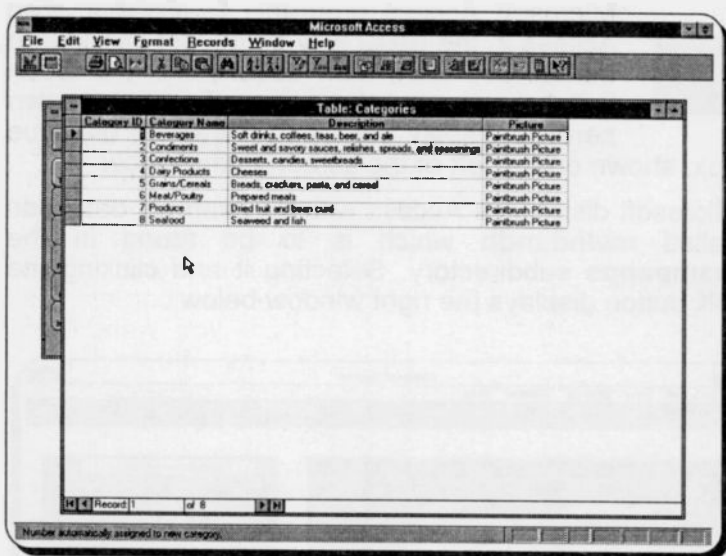 Microsoft Access
File Edit View Format Records Window Help
Table: Categories
Category ID Category Name Description Picture
1 Beverages Soft drinks, coffees, teas, beer, and ale Paintbrush Picture
2 Condiments Sweet and savory sauces, relishes, spreads, and seasonings Paintbrush Picture
3 Confections Desserts, candies, sweetbreads Paintbrush Picture
4 Dairy Products Cheeses Paintbrush Picture
5 Grains/Cereals Breads, crackers, pasta, and cereal Paintbrush Picture
6 Meat/Poultry Prepared meats Paintbrush Picture
7 Produce Dried fruit and bean curd Paintbrush Picture
8 Seafood Seaweed and fish Paintbrush Picture
Record: 1 of 8
Number automatically assigned to new category.